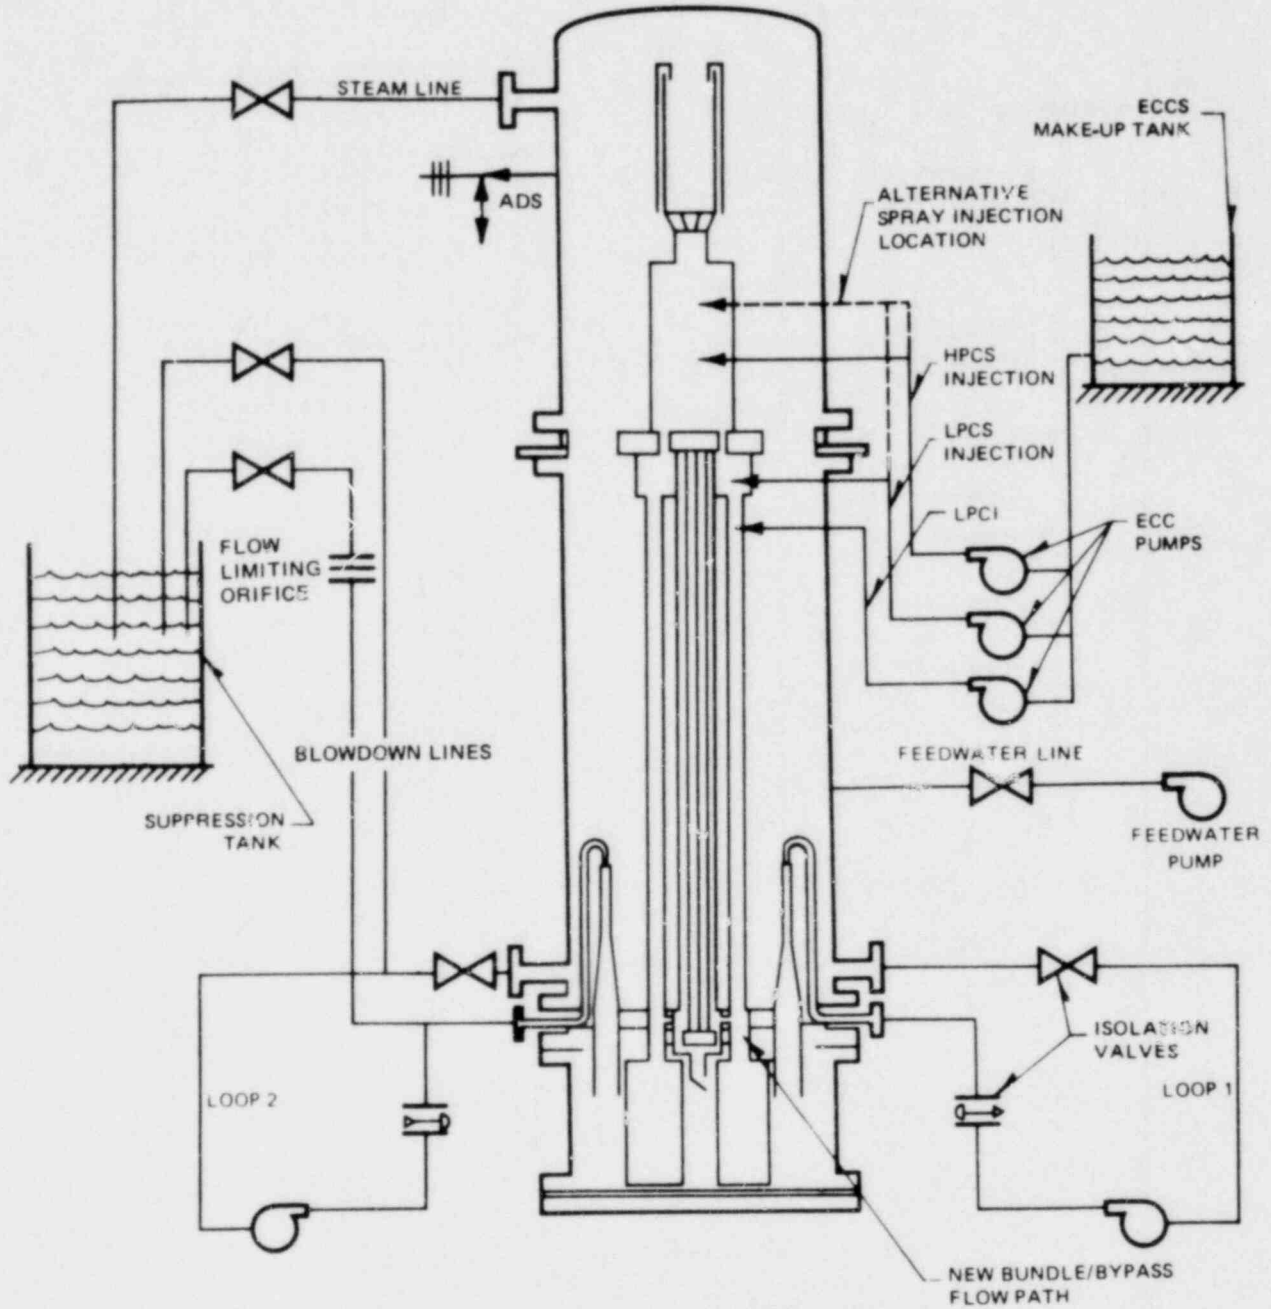 STEAM LINE
ADS
ECCS
MAKE-UP TANK
ALTERNATIVE
SPRAY INJECTION
LOCATION
HPCS
INJECTION
LPCS
INJECTION
LPCI
ECC
PUMPS
FLOW
LIMITING
ORIFICE
BLOWDOWN LINES
SUPPRESSION
TANK
FEEDWATER LINE
FEEDWATER
PUMP
ISOLATION
VALVES
LOOP 2
LOOP 1
NEW BUNDLE/BYPASS
FLOW PATH